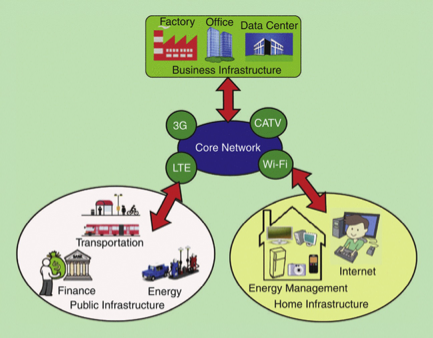 Factory
Office
Data Center
Business Infrastructure
3G
CATV
Core Network
LTE
Wi-Fi
Transportation
BANK
Finance
Energy
Public Infrastructure
Internet
Energy Management
Home Infrastructure